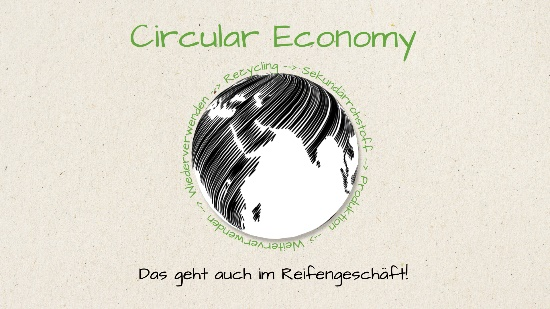 Circular Economy
Wiederverwenden --> Recycling --> Sekundärrohstoff --> Produktion --> Weiterverwenden -->
Das geht auch im Reifengeschäft!